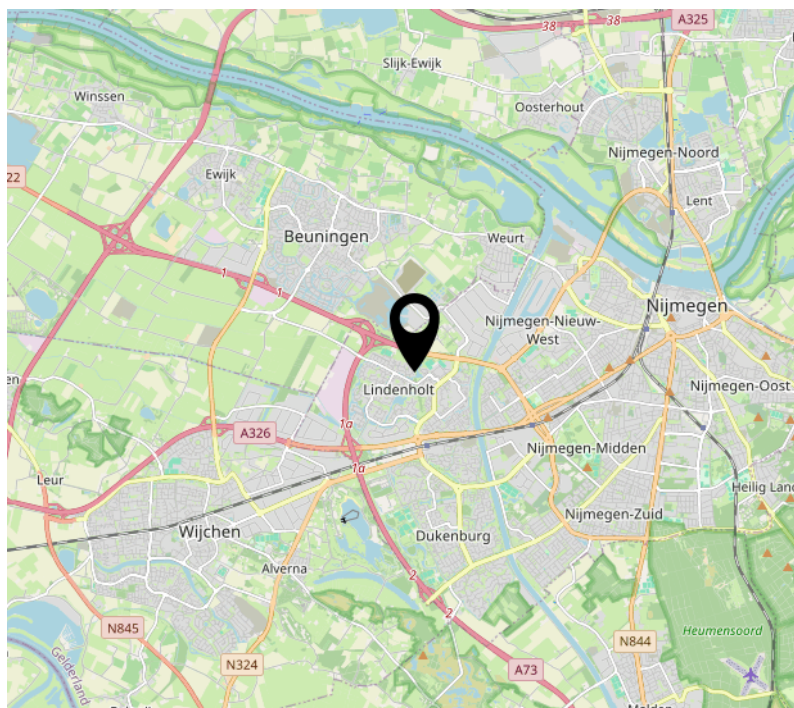 38
38
A325
Slijk-Ewijk
Winssen
Oosterhout
Nijmegen-Noord
22
Ewijk
Lent
Beuningen
Weurt
1
1
Nijmegen
Nijmegen-Nieuw-
West
Lindenholt
Nijmegen-Oost
1a
A326
Nijmegen-Midden
1a
Leur
Heilig Land
Nijmegen-Zuid
Wijchen
Dukenburg
Alverna
2
2
N845
Gelderland
N844
Heumensoord
N324
A73